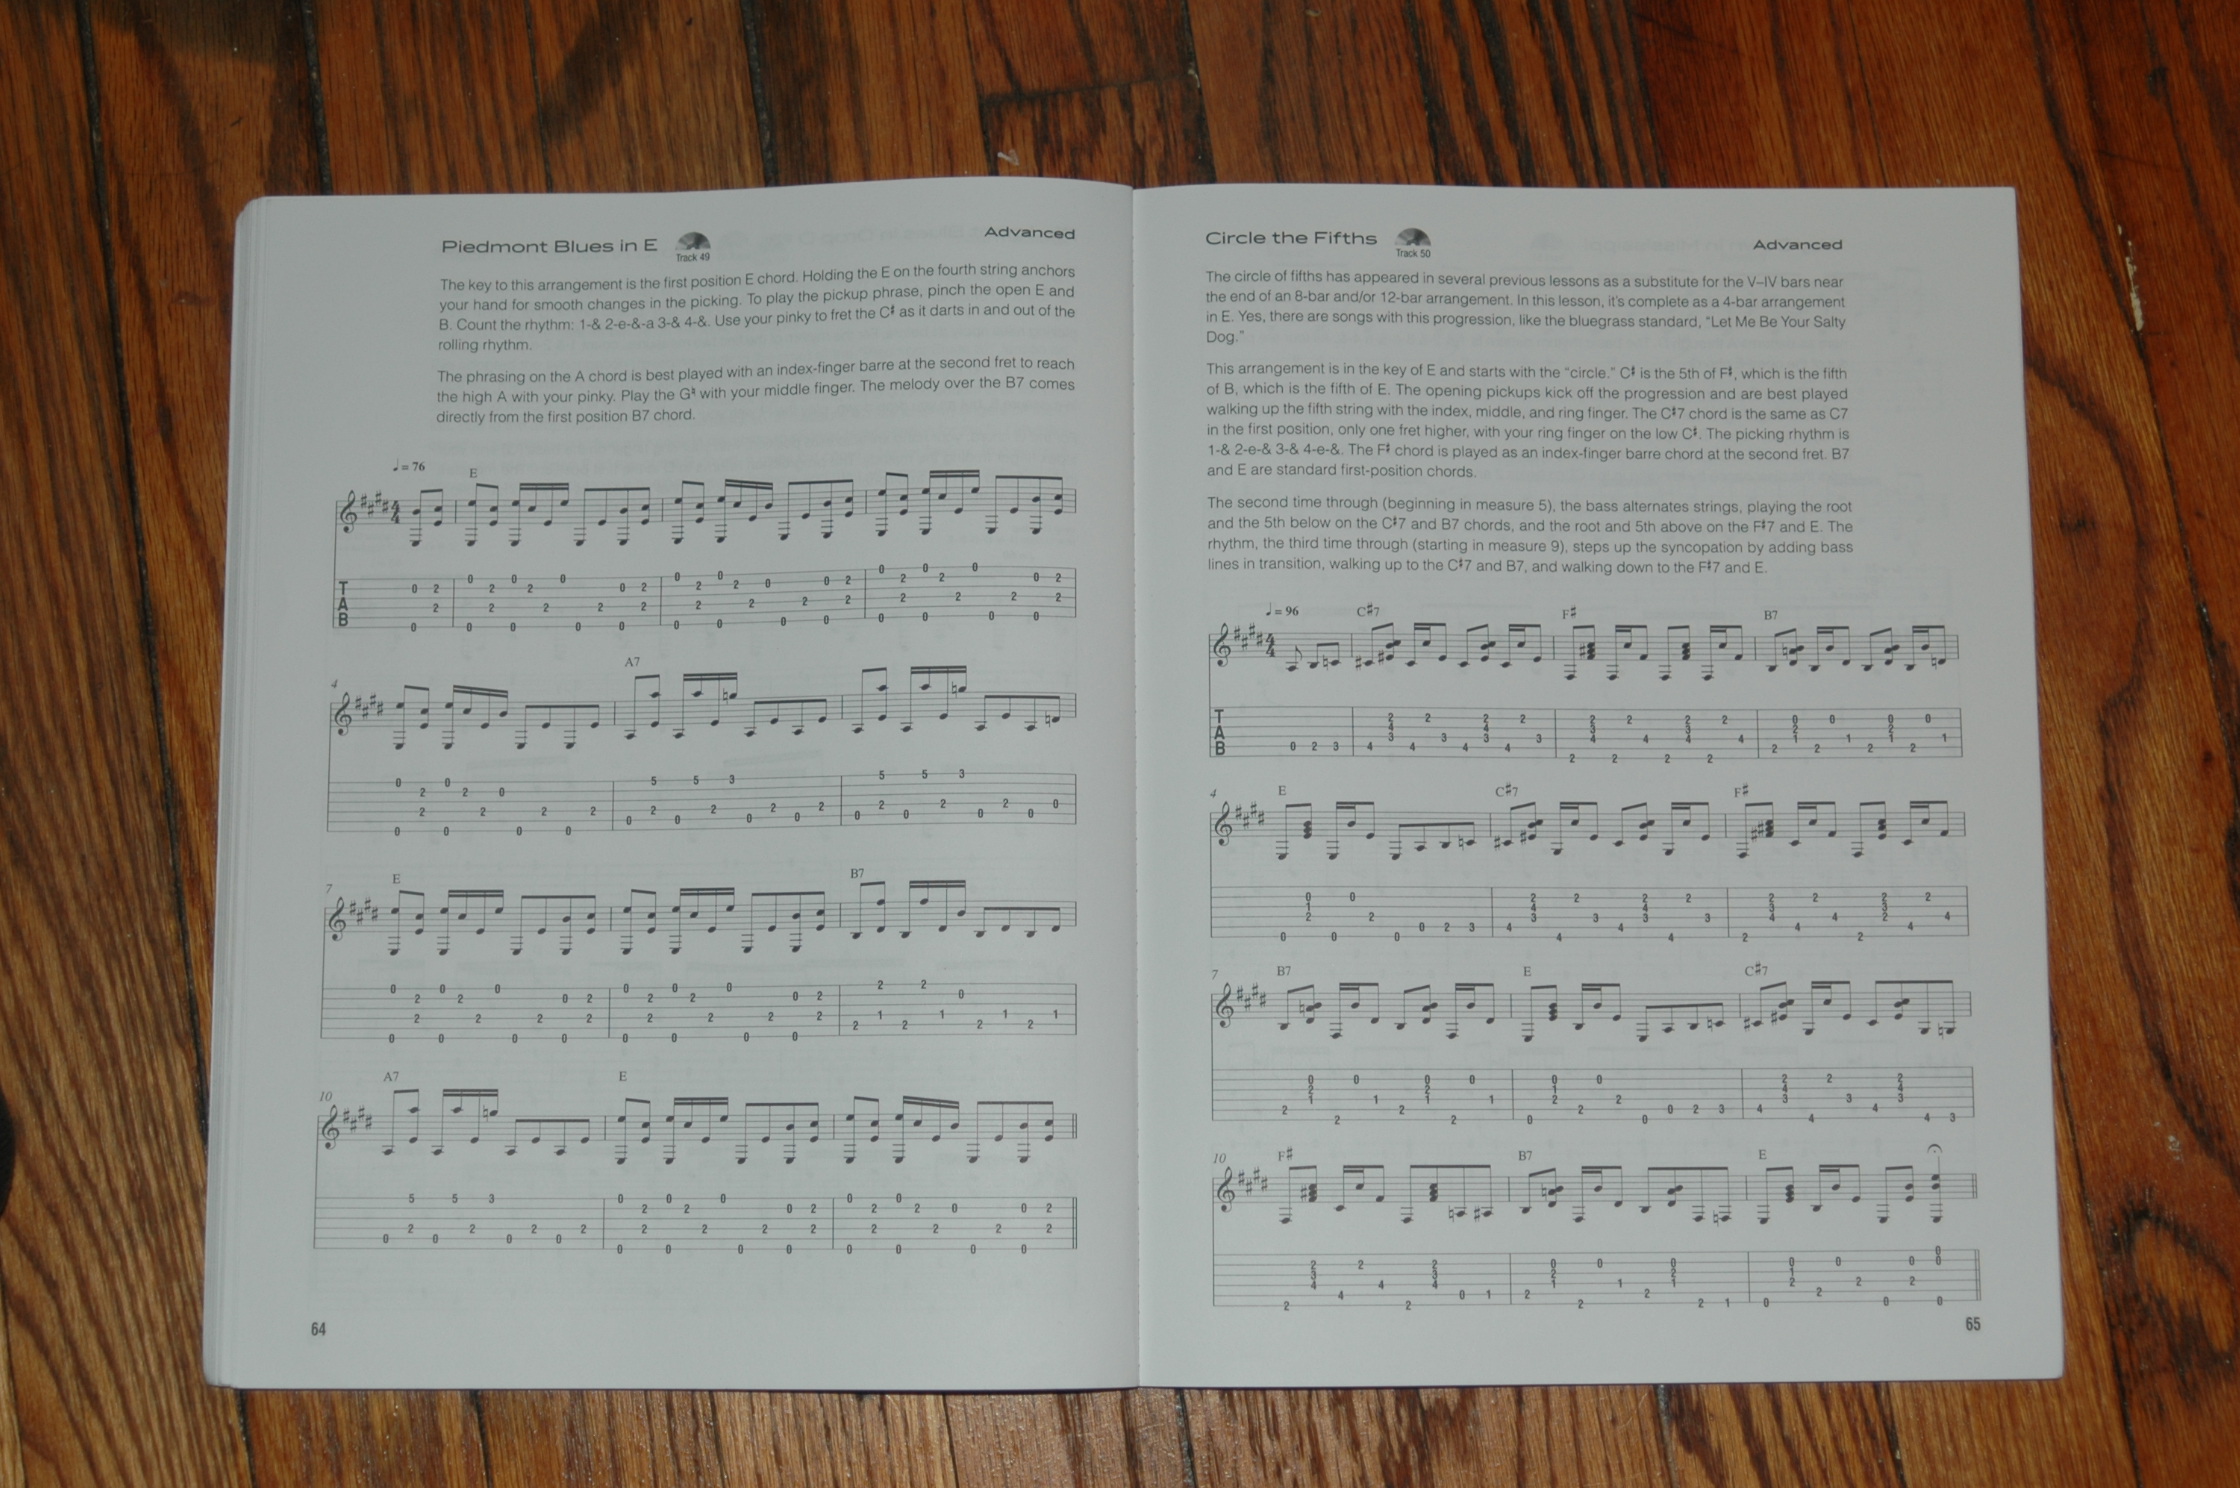 Piedmont Blues in E
Track 49
Advanced
The key to this arrangement is the first position E chord. Holding the E on the fourth string anchors
your hand for smooth changes in the picking. To play the pickup phrase, pinch the open E and
B. Count the rhythm: 1-& 2-e-&-a 3-& 4-&. Use your pinky to fret the C♯ as it darts in and out of the
rolling rhythm.
The phrasing on the A chord is best played with an index-finger barre at the second fret to reach
the high A with your pinky. Play the G♮ with your middle finger. The melody over the B7 comes
directly from the first position B7 chord.
♩ = 76
E
4
4
T
A
B
4
A7
7
E
B7
10
A7
E
64
Circle the Fifths
Track 50
Advanced
The circle of fifths has appeared in several previous lessons as a substitute for the V–IV bars near
the end of an 8-bar and/or 12-bar arrangement. In this lesson, it's complete as a 4-bar arrangement
in E. Yes, there are songs with this progression, like the bluegrass standard, "Let Me Be Your Salty
Dog."
This arrangement is in the key of E and starts with the "circle." C♯ is the 5th of F♯, which is the fifth
of B, which is the fifth of E. The opening pickups kick off the progression and are best played
walking up the fifth string with the index, middle, and ring finger. The C♯7 chord is the same as C7
in the first position, only one fret higher, with your ring finger on the low C♯. The picking rhythm is
1-& 2-e-& 3-& 4-e-&. The F♯ chord is played as an index-finger barre chord at the second fret. B7
and E are standard first-position chords.
The second time through (beginning in measure 5), the bass alternates strings, playing the root
and the 5th below on the C♯7 and B7 chords, and the root and 5th above on the F♯7 and E. The
rhythm, the third time through (starting in measure 9), steps up the syncopation by adding bass
lines in transition, walking up to the C♯7 and B7, and walking down to the F♯7 and E.
♩ = 96
C♯7
F♯
B7
4
4
T
A
B
4
E
C♯7
F♯
7
B7
E
C♯7
10
F♯
B7
E
65